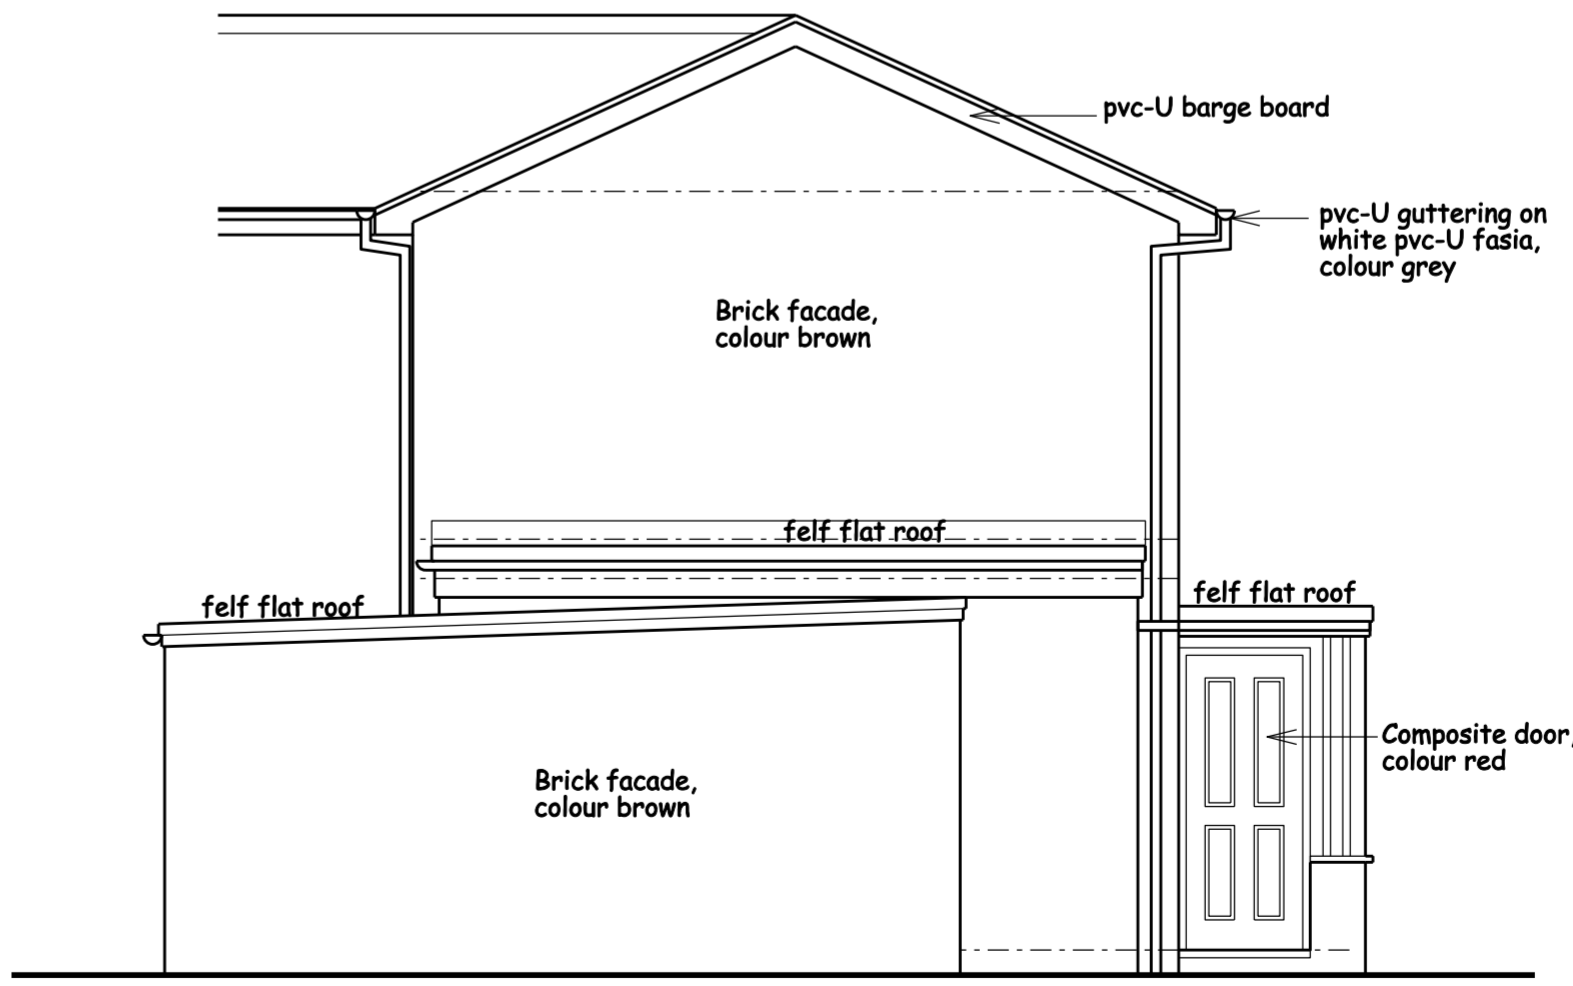 pvc-U barge board
pvc-U guttering on
white pvc-U fasia,
colour grey
Brick facade,
colour brown
felf flat roof
felf flat roof
felf flat roof
Composite door,
colour red
Brick facade,
colour brown